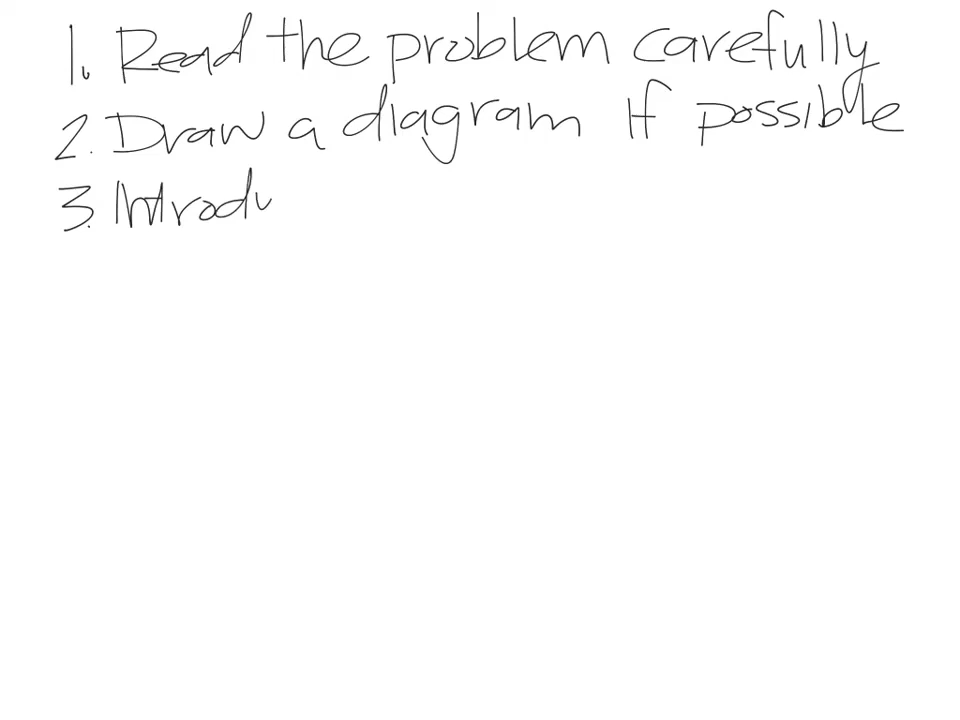 1. Read the problem carefully
2. Draw a diagram if possible
3. Introdu